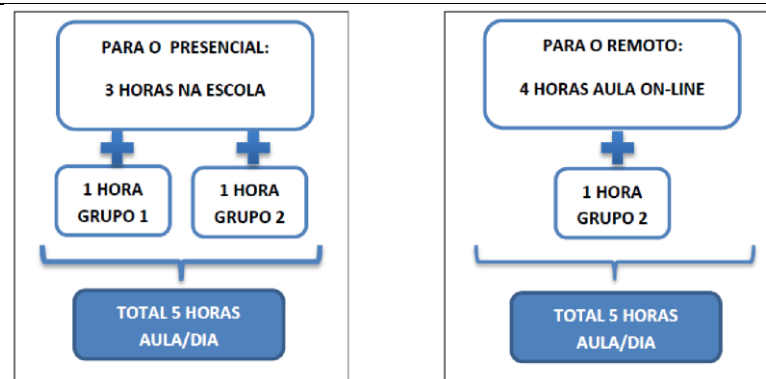 PARA O PRESENCIAL:
3 HORAS NA ESCOLA
1 HORA
GRUPO 1
1 HORA
GRUPO 2
TOTAL 5 HORAS
AULA/DIA
PARA O REMOTO:
4 HORAS AULA ON-LINE
1 HORA
GRUPO 2
TOTAL 5 HORAS
AULA/DIA